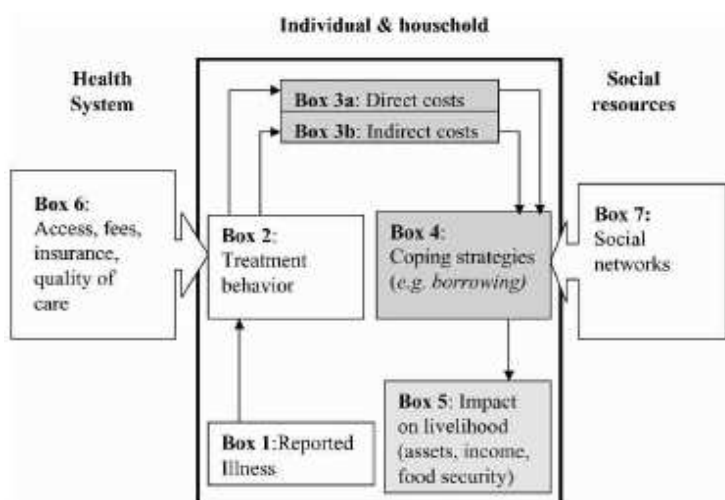 Individual & household
Health
System
Social
resources
Box 3a: Direct costs
Box 3b: Indirect costs
Box 6:
Access, fees,
insurance,
quality of
care
Box 2:
Treatment
behavior
Box 4:
Coping strategies
(e.g. borrowing)
Box 7:
Social
networks
Box 1:Reported
Illness
Box 5: Impact
on livelihood
(assets, income,
food security)